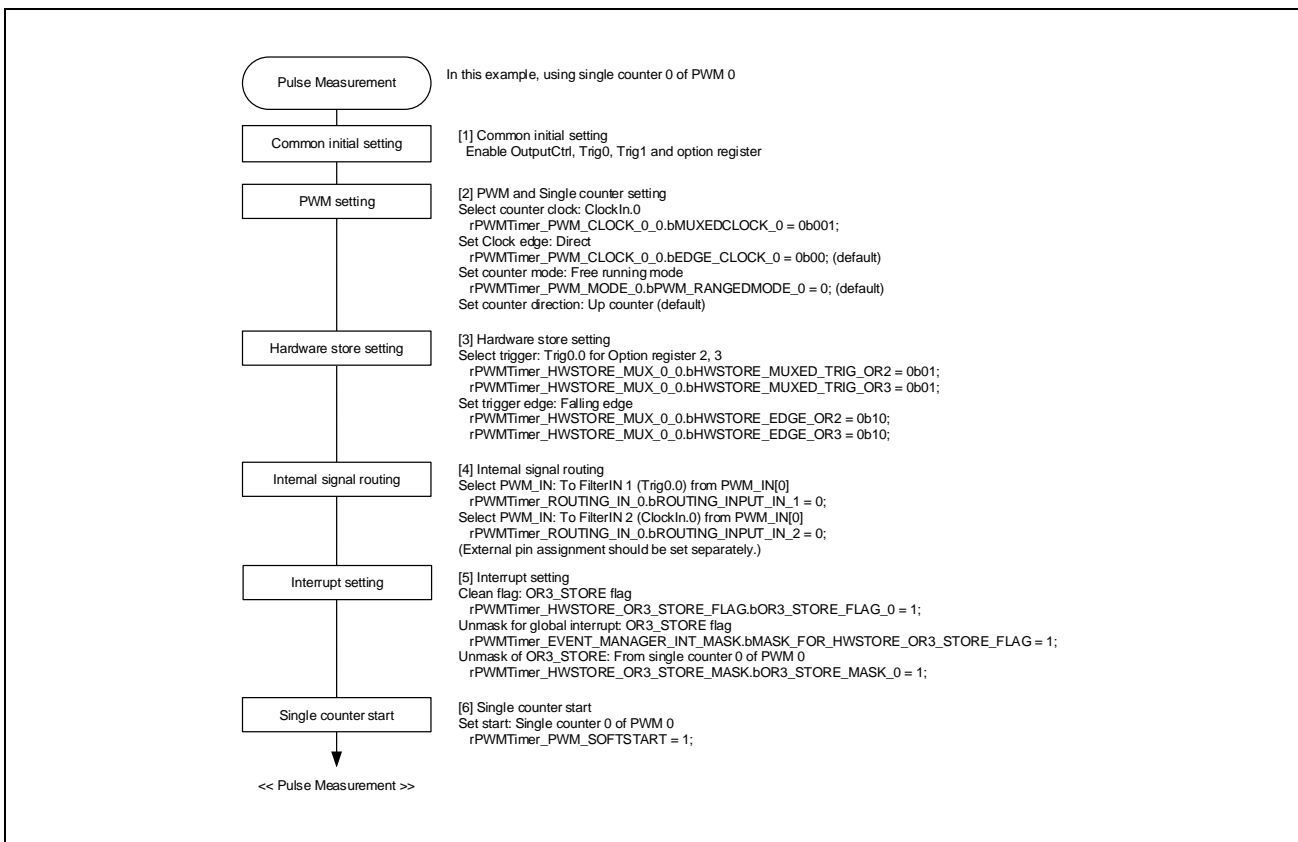 Pulse Measurement
In this example, using single counter 0 of PWM 0
Common initial setting
[1] Common initial setting
Enable OutputCtrl, Trig0, Trig1 and option register
PWM setting
[2] PWM and Single counter setting
Select counter clock: ClockIn.0
rPWMTimer_PWM_CLOCK_0_0.bMUXEDCLOCK_0 = 0b001;
Set Clock edge: Direct
rPWMTimer_PWM_CLOCK_0_0.bEDGE_CLOCK_0 = 0b00; (default)
Set counter mode: Free running mode
rPWMTimer_PWM_MODE_0.bPWM_RANGEDMODE_0 = 0; (default)
Set counter direction: Up counter (default)
Hardware store setting
[3] Hardware store setting
Select trigger: Trig0.0 for Option register 2, 3
rPWMTimer_HWSTORE_MUX_0_0.bHWSTORE_MUXED_TRIG_OR2 = 0b01;
rPWMTimer_HWSTORE_MUX_0_0.bHWSTORE_MUXED_TRIG_OR3 = 0b01;
Set trigger edge: Falling edge
rPWMTimer_HWSTORE_MUX_0_0.bHWSTORE_EDGE_OR2 = 0b10;
rPWMTimer_HWSTORE_MUX_0_0.bHWSTORE_EDGE_OR3 = 0b10;
Internal signal routing
[4] Internal signal routing
Select PWM_IN: To FilterIN 1 (Trig0.0) from PWM_IN[0]
rPWMTimer_ROUTING_IN_0.bROUTING_INPUT_IN_1 = 0;
Select PWM_IN: To FilterIN 2 (ClockIn.0) from PWM_IN[0]
rPWMTimer_ROUTING_IN_0.bROUTING_INPUT_IN_2 = 0;
(External pin assignment should be set separately.)
Interrupt setting
[5] Interrupt setting
Clean flag: OR3_STORE flag
rPWMTimer_HWSTORE_OR3_STORE_FLAG.bOR3_STORE_FLAG_0 = 1;
Unmask for global interrupt: OR3_STORE flag
rPWMTimer_EVENT_MANAGER_INT_MASK.bMASK_FOR_HWSTORE_OR3_STORE_FLAG = 1;
Unmask of OR3_STORE: From single counter 0 of PWM 0
rPWMTimer_HWSTORE_OR3_STORE_MASK.bOR3_STORE_MASK_0 = 1;
Single counter start
[6] Single counter start
Set start: Single counter 0 of PWM 0
rPWMTimer_PWM_SOFTSTART = 1;
<< Pulse Measurement >>